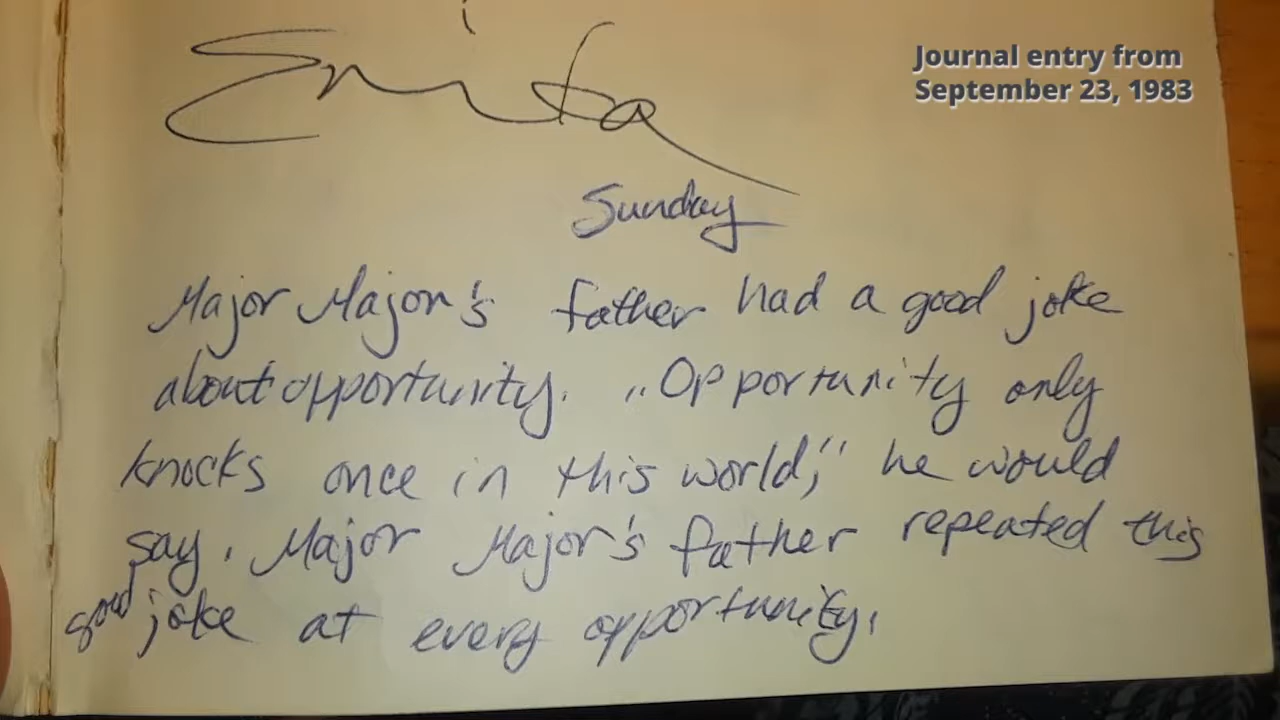 Journal entry from
September 23, 1983
Erita
Sunday
Major Major's father had a good joke
about opportunity. „Opportunity only
knocks once in this world," he would
say. Major Major's father repeated this
good joke at every opportunity.